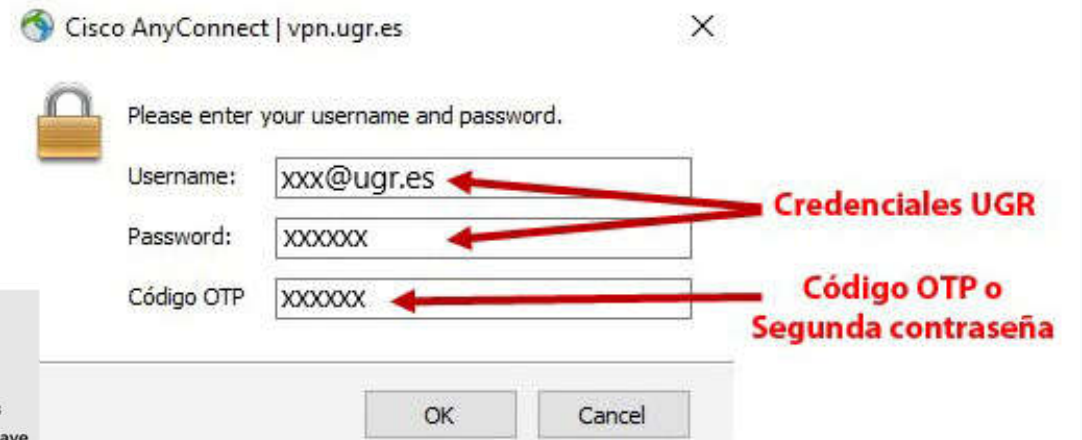 Cisco AnyConnect | vpn.ugr.es
Please enter your username and password.
Username: xxx@ugr.es
Password: xxxxxx
Credenciales UGR
Código OTP xxxxxx
Código OTP o
Segunda contraseña
OK Cancel